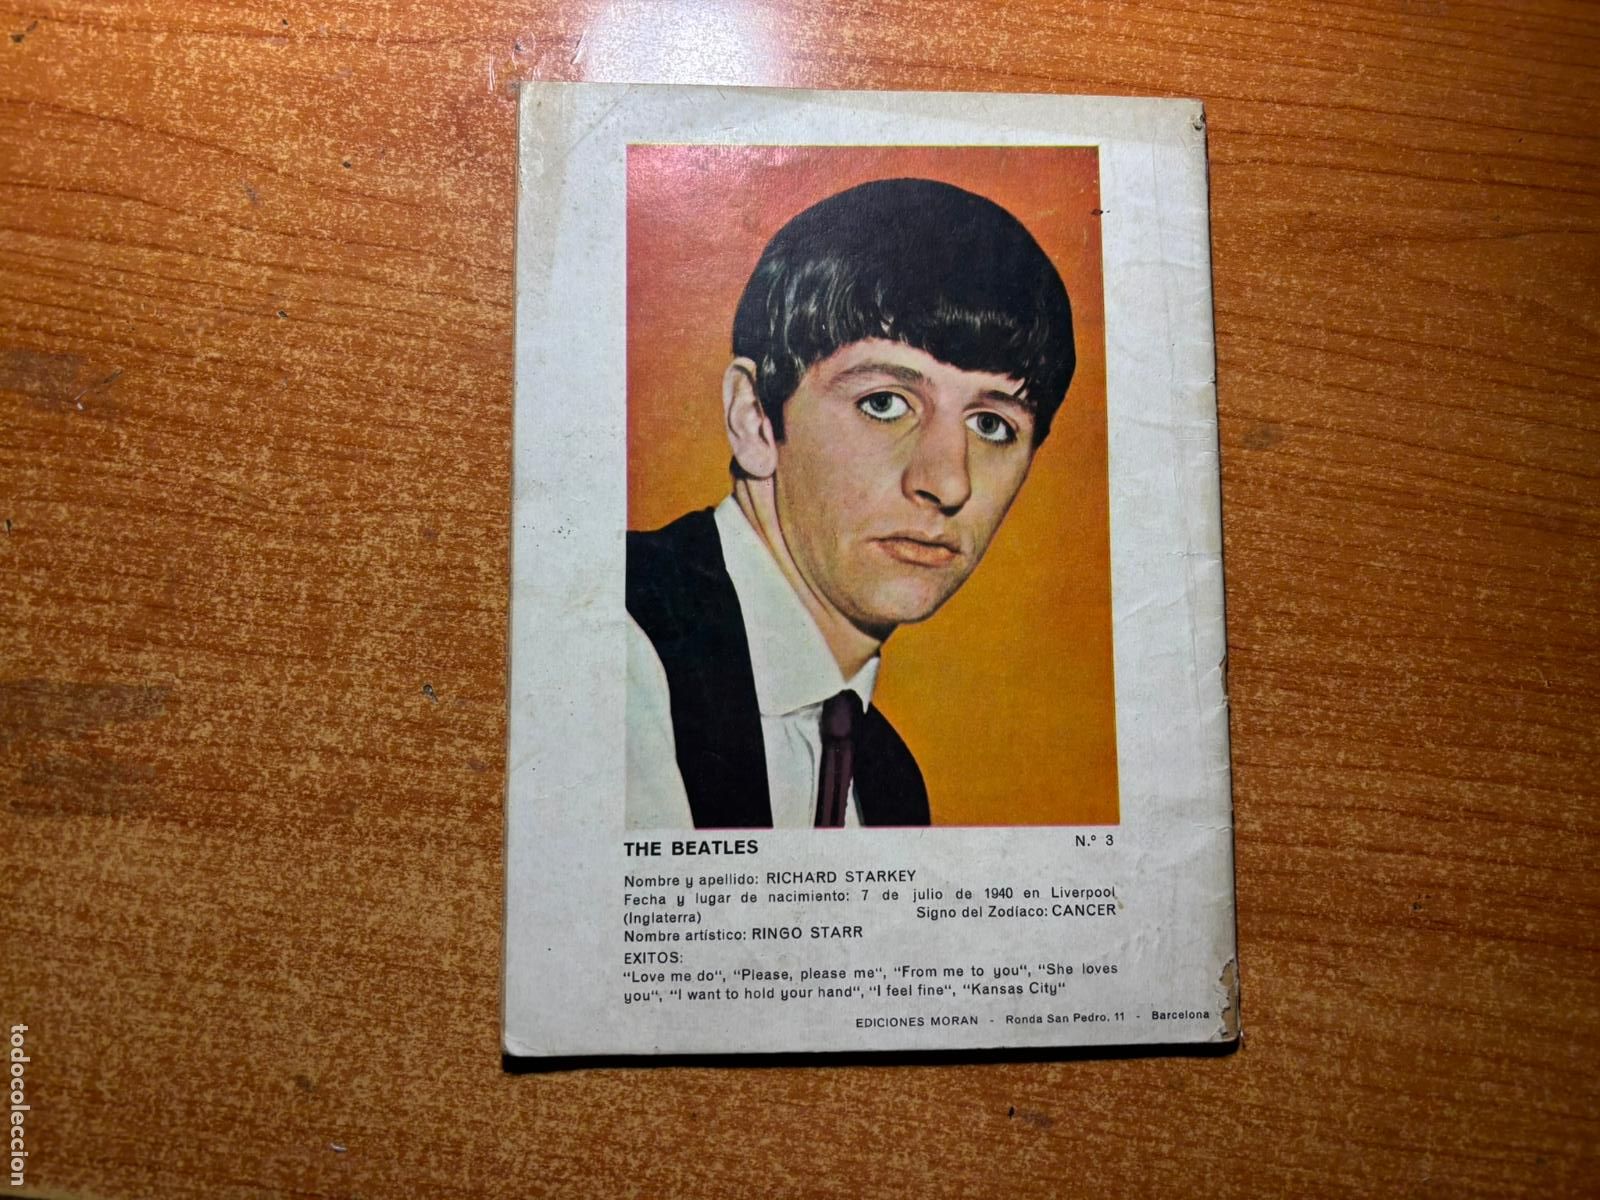 THE BEATLES N.º 3
Nombre y apellido: RICHARD STARKEY
Fecha y lugar de nacimiento: 7 de julio de 1940 en Liverpool
(Inglaterra) Signo del Zodíaco: CANCER
Nombre artístico: RINGO STARR
EXITOS:
“Love me do“, “Please, please me“, “From me to you“, “She loves
you“, “I want to hold your hand“, “I feel fine“, “Kansas City“
EDICIONES MORAN - Ronda San Pedro, 11 - Barcelona
todocoleccion